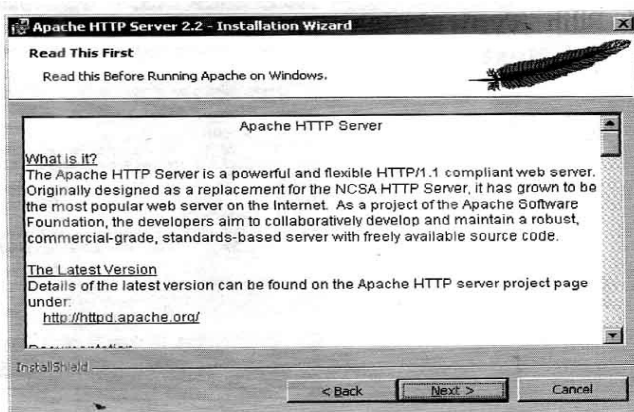 Apache HTTP Server 2.2 - Installation Wizard
Read This First
Read this Before Running Apache on Windows.
Apache HTTP Server
What is it?
The Apache HTTP Server is a powerful and flexible HTTP/1.1 compliant web server.
Originally designed as a replacement for the NCSA HTTP Server, it has grown to be
the most popular web server on the Internet. As a project of the Apache Software
Foundation, the developers aim to collaboratively develop and maintain a robust,
commercial-grade, standards-based server with freely available source code.
The Latest Version
Details of the latest version can be found on the Apache HTTP server project page
under:
http://httpd.apache.org/
InstallShield
< Back
Next >
Cancel